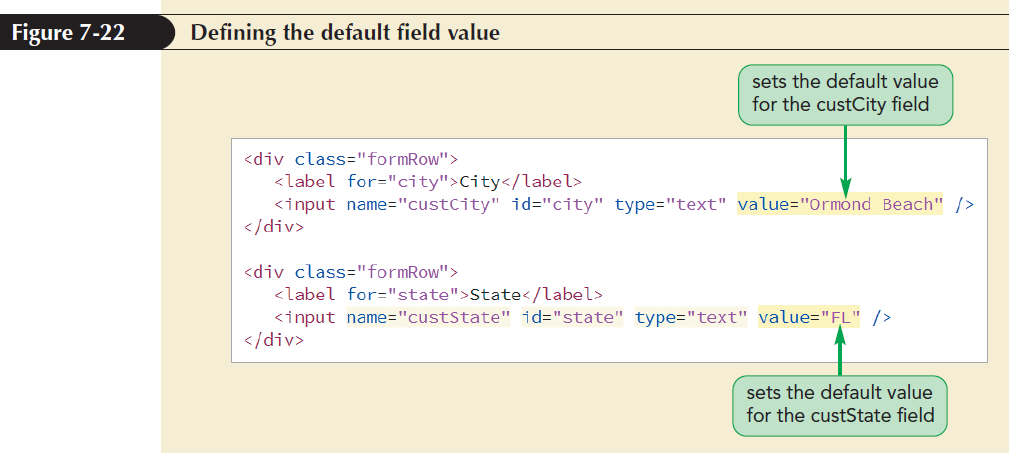 Figure 7-22
Defining the default field value
sets the default value
for the custCity field
<div class="formRow">
<label for="city">City</label>
<input name="custCity" id="city" type="text" value="Ormond Beach" />
</div>
<div class="formRow">
<label for="state">State</label>
<input name="custState" id="state" type="text" value="FL" />
</div>
sets the default value
for the custState field